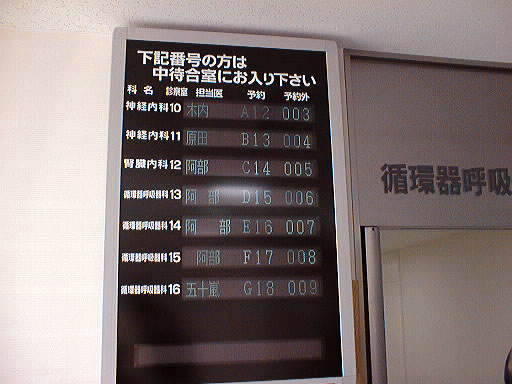 下記番号の方は
中待合室にお入り下さい
科名 診察室 担当医 予約 予約外
神経内科10 木内 A12 003
神経内科11 原田 B13 004
腎臓内科12 阿部 C14 005
循環器呼吸器科13 阿 部 D15 006
循環器呼吸器科14 阿 部 E16 007
循環器呼吸器科15 阿部 F17 008
循環器呼吸器科16 五十嵐 G18 009
循環器呼吸